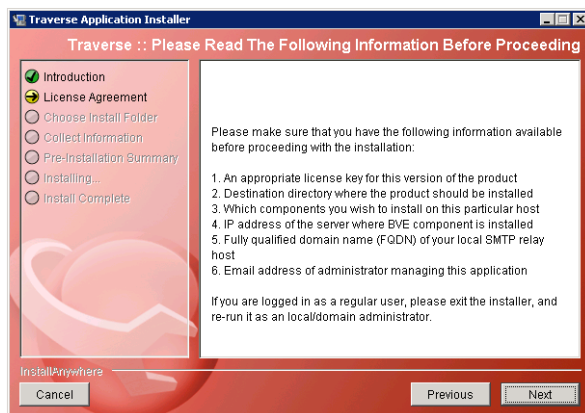 Traverse Application Installer
Traverse :: Please Read The Following Information Before Proceeding
Introduction
License Agreement
Choose Install Folder
Collect Information
Pre-Installation Summary
Installing...
Install Complete
Please make sure that you have the following information available
before proceeding with the installation:
1. An appropriate license key for this version of the product
2. Destination directory where the product should be installed
3. Which components you wish to install on this particular host
4. IP address of the server where BVE component is installed
5. Fully qualified domain name (FQDN) of your local SMTP relay
host
6. Email address of administrator managing this application
If you are logged in as a regular user, please exit the installer, and
re-run it as an local/domain administrator.
InstallAnywhere
Cancel
Previous
Next